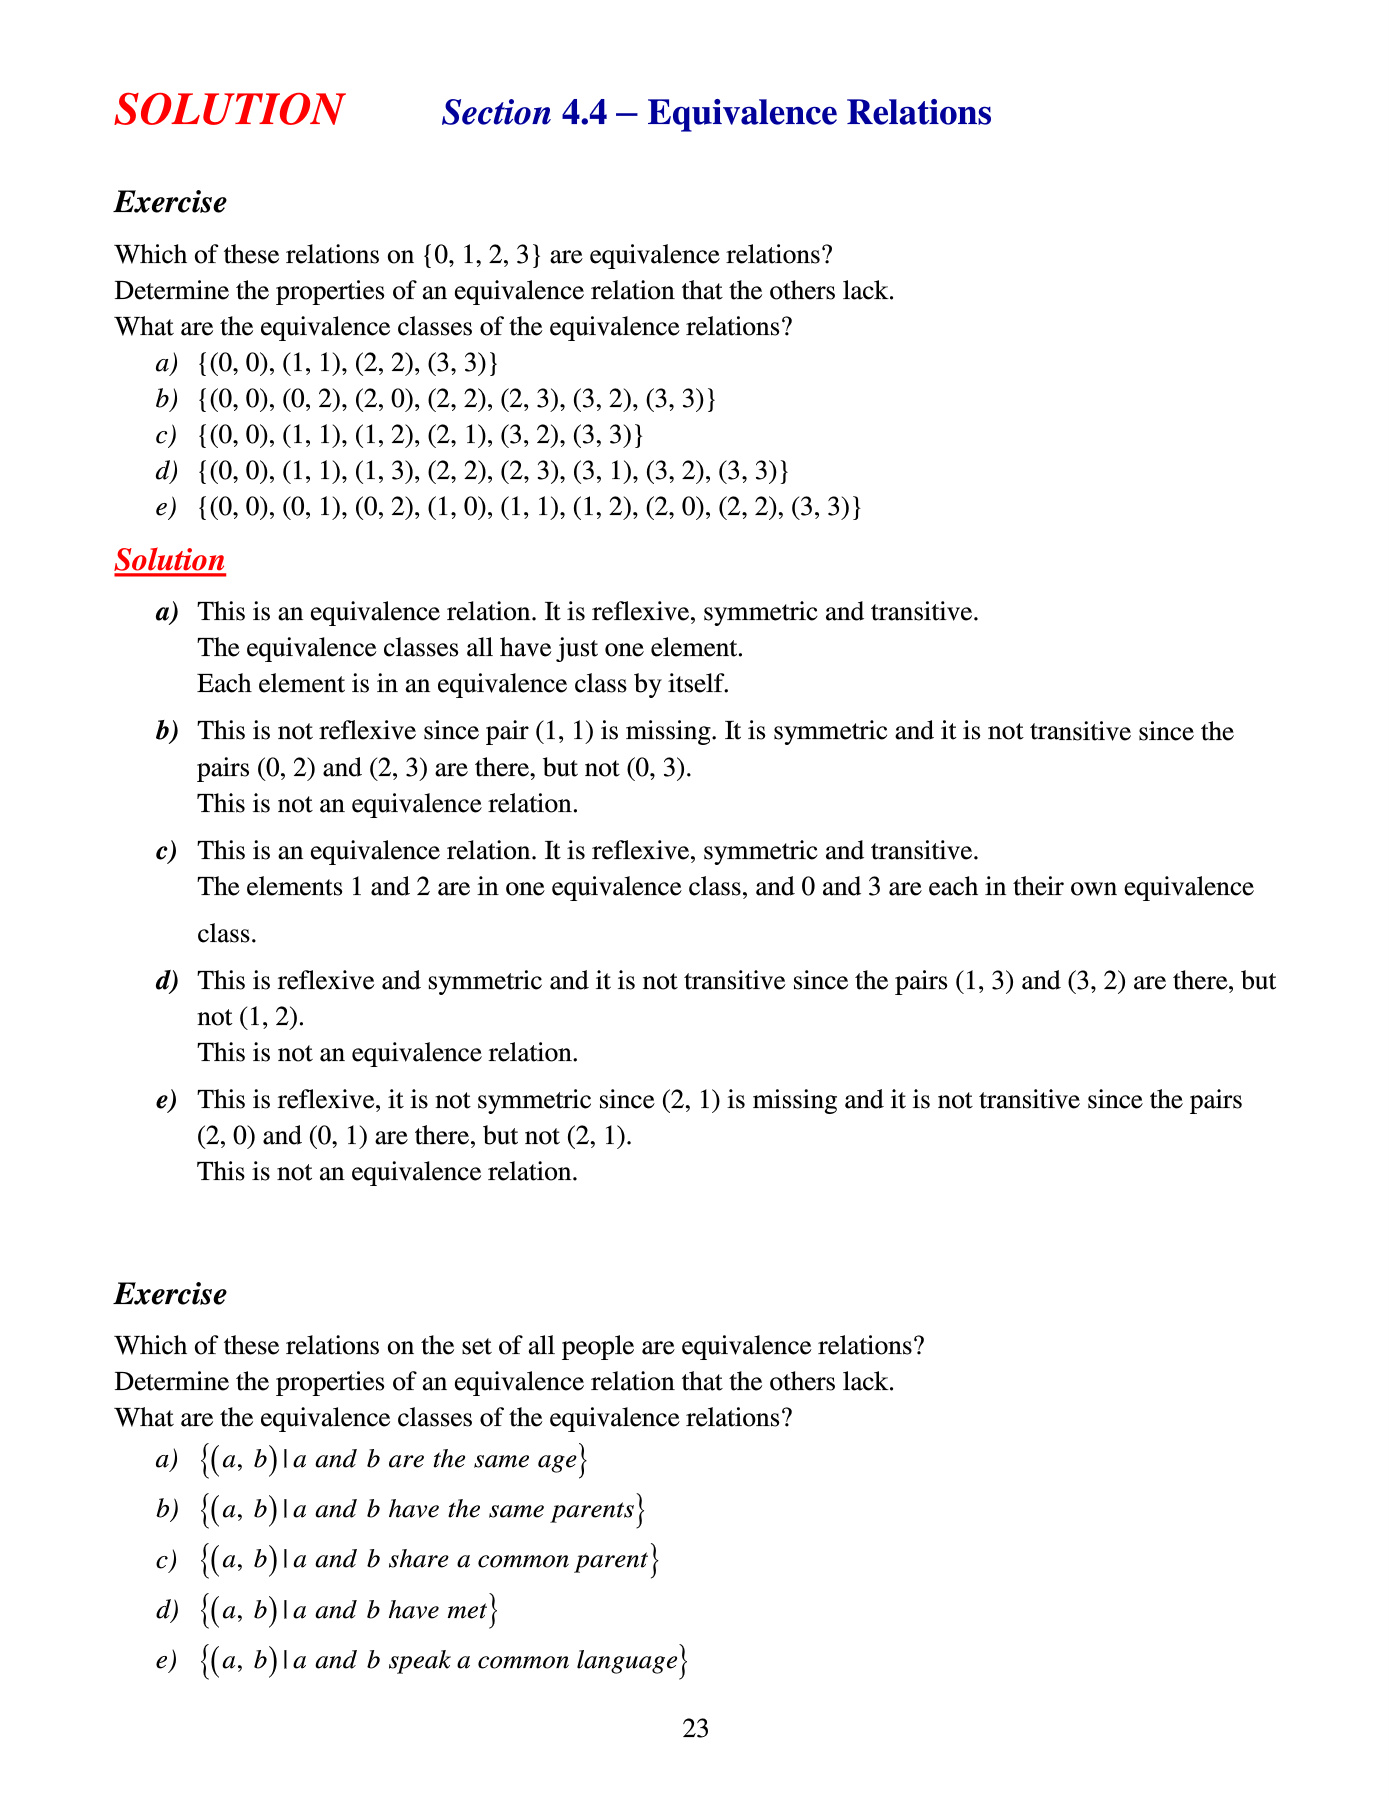 SOLUTION Section 4.4 – Equivalence Relations
Exercise
Which of these relations on {0, 1, 2, 3} are equivalence relations?
Determine the properties of an equivalence relation that the others lack.
What are the equivalence classes of the equivalence relations?
a) {(0, 0), (1, 1), (2, 2), (3, 3)}
b) {(0, 0), (0, 2), (2, 0), (2, 2), (2, 3), (3, 2), (3, 3)}
c) {(0, 0), (1, 1), (1, 2), (2, 1), (3, 2), (3, 3)}
d) {(0, 0), (1, 1), (1, 3), (2, 2), (2, 3), (3, 1), (3, 2), (3, 3)}
e) {(0, 0), (0, 1), (0, 2), (1, 0), (1, 1), (1, 2), (2, 0), (2, 2), (3, 3)}
Solution
a) This is an equivalence relation. It is reflexive, symmetric and transitive.
The equivalence classes all have just one element.
Each element is in an equivalence class by itself.
b) This is not reflexive since pair (1, 1) is missing. It is symmetric and it is not transitive since the
pairs (0, 2) and (2, 3) are there, but not (0, 3).
This is not an equivalence relation.
c) This is an equivalence relation. It is reflexive, symmetric and transitive.
The elements 1 and 2 are in one equivalence class, and 0 and 3 are each in their own equivalence
class.
d) This is reflexive and symmetric and it is not transitive since the pairs (1, 3) and (3, 2) are there, but
not (1, 2).
This is not an equivalence relation.
e) This is reflexive, it is not symmetric since (2, 1) is missing and it is not transitive since the pairs
(2, 0) and (0, 1) are there, but not (2, 1).
This is not an equivalence relation.
Exercise
Which of these relations on the set of all people are equivalence relations?
Determine the properties of an equivalence relation that the others lack.
What are the equivalence classes of the equivalence relations?
a) {(a, b) | a and b are the same age}
b) {(a, b) | a and b have the same parents}
c) {(a, b) | a and b share a common parent}
d) {(a, b) | a and b have met}
e) {(a, b) | a and b speak a common language}
23